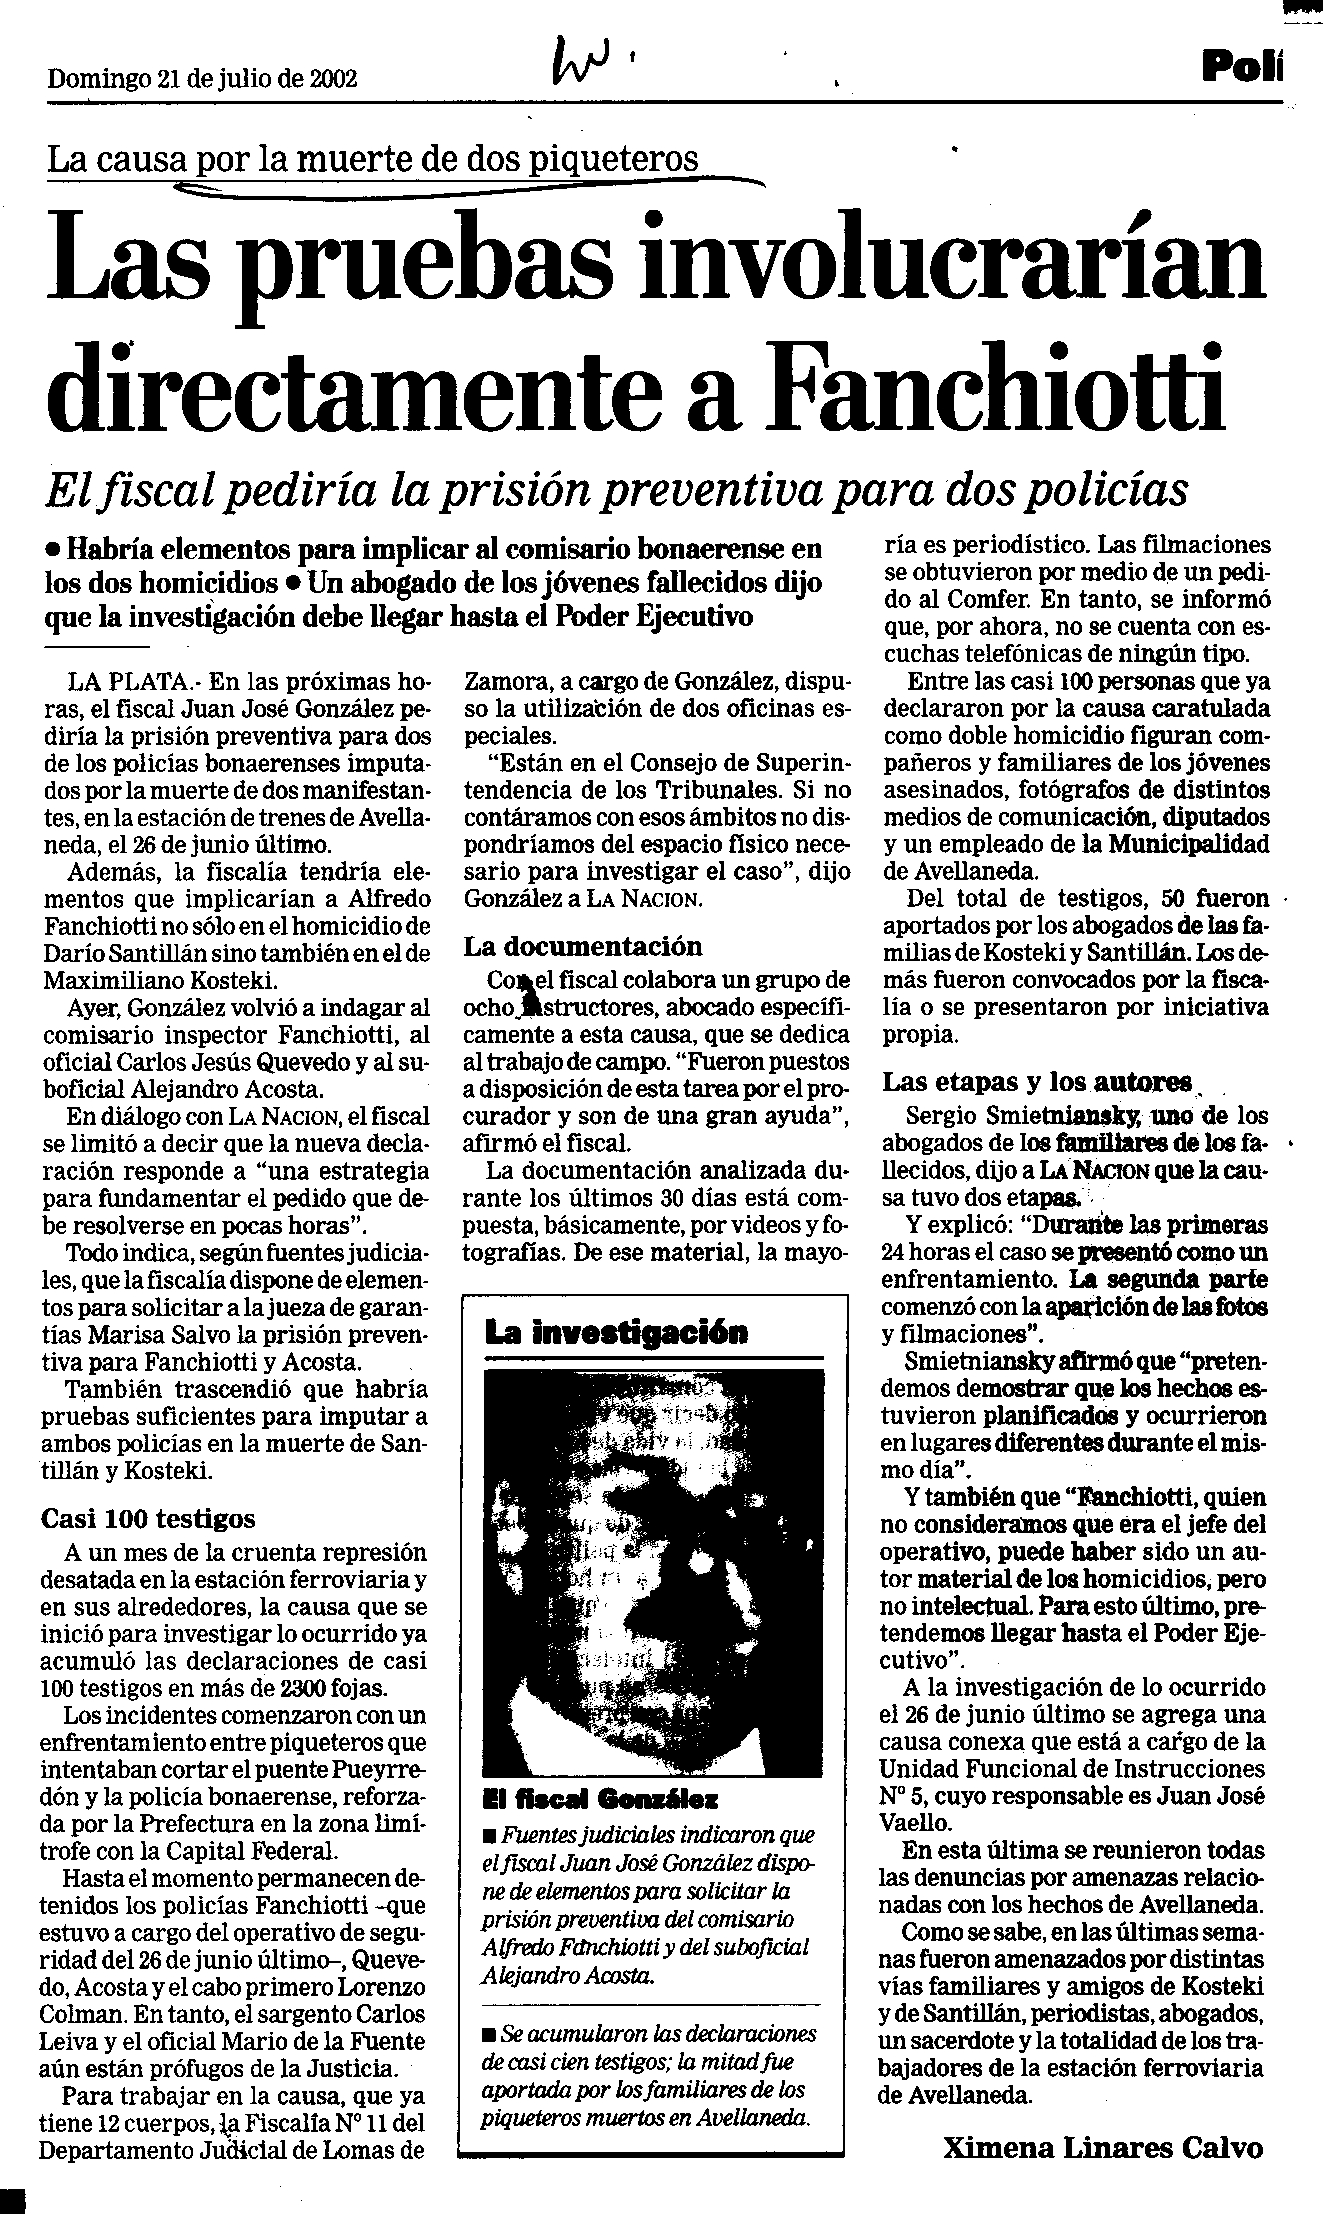 Domingo 21 de julio de 2002
Polí
La causa por la muerte de dos piqueteros
Las pruebas involucrarían
directamente a Fanchiotti
El fiscal pediría la prisión preventiva para dos policías
● Habría elementos para implicar al comisario bonaerense en
los dos homicidios ● Un abogado de los jóvenes fallecidos dijo
que la investigación debe llegar hasta el Poder Ejecutivo
LA PLATA.- En las próximas ho-
ras, el fiscal Juan José González pe-
diría la prisión preventiva para dos
de los policías bonaerenses imputa-
dos por la muerte de dos manifestan-
tes, en la estación de trenes de Avella-
neda, el 26 de junio último.
Además, la fiscalía tendría ele-
mentos que implicarían a Alfredo
Fanchiotti no sólo en el homicidio de
Darío Santillán sino también en el de
Maximiliano Kosteki.
Ayer, González volvió a indagar al
comisario inspector Fanchiotti, al
oficial Carlos Jesús Quevedo y al su-
boficial Alejandro Acosta.
En diálogo con LA NACION, el fiscal
se limitó a decir que la nueva decla-
ración responde a “una estrategia
para fundamentar el pedido que de-
be resolverse en pocas horas”.
Todo indica, según fuentes judicia-
les, que la fiscalía dispone de elemen-
tos para solicitar a la jueza de garan-
tías Marisa Salvo la prisión preven-
tiva para Fanchiotti y Acosta.
También trascendió que habría
pruebas suficientes para imputar a
ambos policías en la muerte de San-
tillán y Kosteki.
Casi 100 testigos
A un mes de la cruenta represión
desatada en la estación ferroviaria y
en sus alrededores, la causa que se
inició para investigar lo ocurrido ya
acumuló las declaraciones de casi
100 testigos en más de 2300 fojas.
Los incidentes comenzaron con un
enfrentamiento entre piqueteros que
intentaban cortar el puente Pueyrre-
dón y la policía bonaerense, reforza-
da por la Prefectura en la zona limí-
trofe con la Capital Federal.
Hasta el momento permanecen de-
tenidos los policías Fanchiotti –que
estuvo a cargo del operativo de segu-
ridad del 26 de junio último–, Queve-
do, Acosta y el cabo primero Lorenzo
Colman. En tanto, el sargento Carlos
Leiva y el oficial Mario de la Fuente
aún están prófugos de la Justicia.
Para trabajar en la causa, que ya
tiene 12 cuerpos, la Fiscalía N° 11 del
Departamento Judicial de Lomas de
Zamora, a cargo de González, dispu-
so la utilización de dos oficinas es-
peciales.
“Están en el Consejo de Superin-
tendencia de los Tribunales. Si no
contáramos con esos ámbitos no dis-
pondríamos del espacio físico nece-
sario para investigar el caso”, dijo
González a LA NACION.
La documentación
Con el fiscal colabora un grupo de
ocho instructores, abocado específi-
camente a esta causa, que se dedica
al trabajo de campo. “Fueron puestos
a disposición de esta tarea por el pro-
curador y son de una gran ayuda”,
afirmó el fiscal.
La documentación analizada du-
rante los últimos 30 días está com-
puesta, básicamente, por videos y fo-
tografías. De ese material, la mayo-
La investigación
El fiscal González
■ Fuentes judiciales indicaron que
el fiscal Juan José González dispo-
ne de elementos para solicitar la
prisión preventiva del comisario
Alfredo Fanchiotti y del suboficial
Alejandro Acosta.
■ Se acumularon las declaraciones
de casi cien testigos; la mitad fue
aportada por los familiares de los
piqueteros muertos en Avellaneda.
ría es periodístico. Las filmaciones
se obtuvieron por medio de un pedi-
do al Comfer. En tanto, se informó
que, por ahora, no se cuenta con es-
cuchas telefónicas de ningún tipo.
Entre las casi 100 personas que ya
declararon por la causa caratulada
como doble homicidio figuran com-
pañeros y familiares de los jóvenes
asesinados, fotógrafos de distintos
medios de comunicación, diputados
y un empleado de la Municipalidad
de Avellaneda.
Del total de testigos, 50 fueron
aportados por los abogados de las fa-
milias de Kosteki y Santillán. Los de-
más fueron convocados por la fisca-
lía o se presentaron por iniciativa
propia.
Las etapas y los autores
Sergio Smietniansky, uno de los
abogados de los familiares de los fa-
llecidos, dijo a LA NACION que la cau-
sa tuvo dos etapas.
Y explicó: “Durante las primeras
24 horas el caso se presentó como un
enfrentamiento. La segunda parte
comenzó con la aparición de las fotos
y filmaciones”.
Smietniansky afirmó que “preten-
demos demostrar que los hechos es-
tuvieron planificados y ocurrieron
en lugares diferentes durante el mis-
mo día”.
Y también que “Fanchiotti, quien
no consideramos que era el jefe del
operativo, puede haber sido un au-
tor material de los homicidios, pero
no intelectual. Para esto último, pre-
tendemos llegar hasta el Poder Eje-
cutivo”.
A la investigación de lo ocurrido
el 26 de junio último se agrega una
causa conexa que está a cargo de la
Unidad Funcional de Instrucciones
N° 5, cuyo responsable es Juan José
Vaello.
En esta última se reunieron todas
las denuncias por amenazas relacio-
nadas con los hechos de Avellaneda.
Como se sabe, en las últimas sema-
nas fueron amenazados por distintas
vías familiares y amigos de Kosteki
y de Santillán, periodistas, abogados,
un sacerdote y la totalidad de los tra-
bajadores de la estación ferroviaria
de Avellaneda.
Ximena Linares Calvo